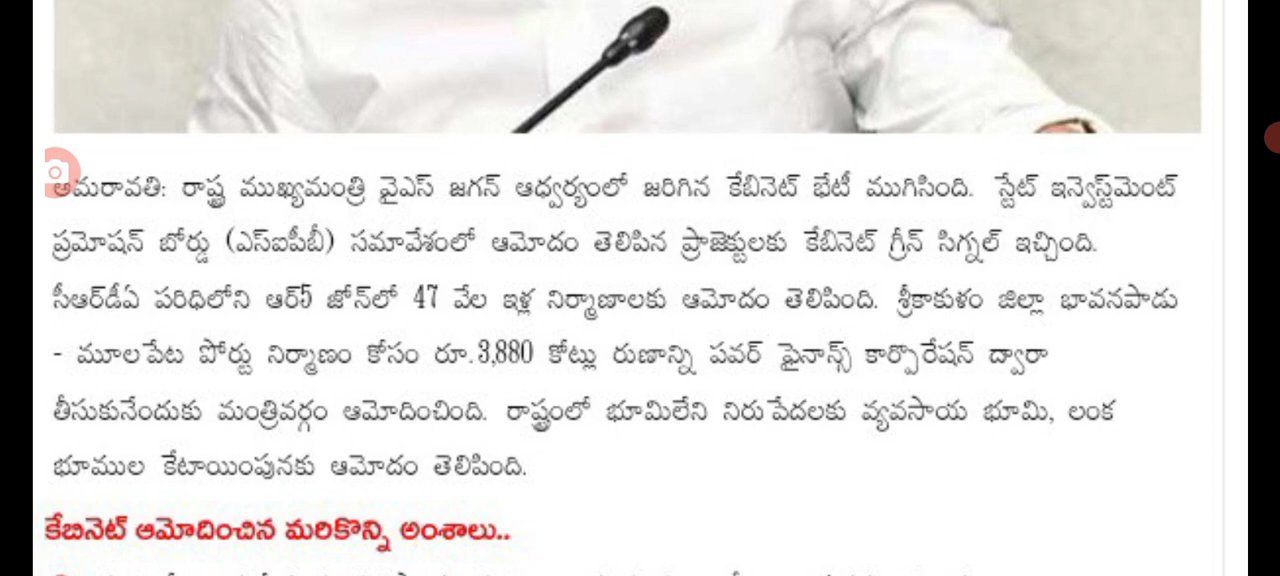 అమరావతి: రాష్ట్ర ముఖ్యమంత్రి వైఎస్ జగన్ ఆధ్వర్యంలో జరిగిన కేబినెట్ భేటీ ముగిసింది. స్టేట్ ఇన్వెస్ట్‌మెంట్
ప్రమోషన్ బోర్డు (ఎస్ఐపీబీ) సమావేశంలో ఆమోదం తెలిపిన ప్రాజెక్టులకు కేబినెట్ గ్రీన్ సిగ్నల్ ఇచ్చింది.
సీఆర్‌డీఏ పరిధిలోని ఆర్5 జోన్‌లో 47 వేల ఇళ్ల నిర్మాణాలకు ఆమోదం తెలిపింది. శ్రీకాకుళం జిల్లా భావనపాడు
- మూలపేట పోర్టు నిర్మాణం కోసం రూ.3,880 కోట్లు రుణాన్ని పవర్ ఫైనాన్స్ కార్పొరేషన్ ద్వారా
తీసుకునేందుకు మంత్రివర్గం ఆమోదించింది. రాష్ట్రంలో భూమిలేని నిరుపేదలకు వ్యవసాయ భూమి, లంక
భూముల కేటాయింపునకు ఆమోదం తెలిపింది.
కేబినెట్ ఆమోదించిన మరికొన్ని అంశాలు..